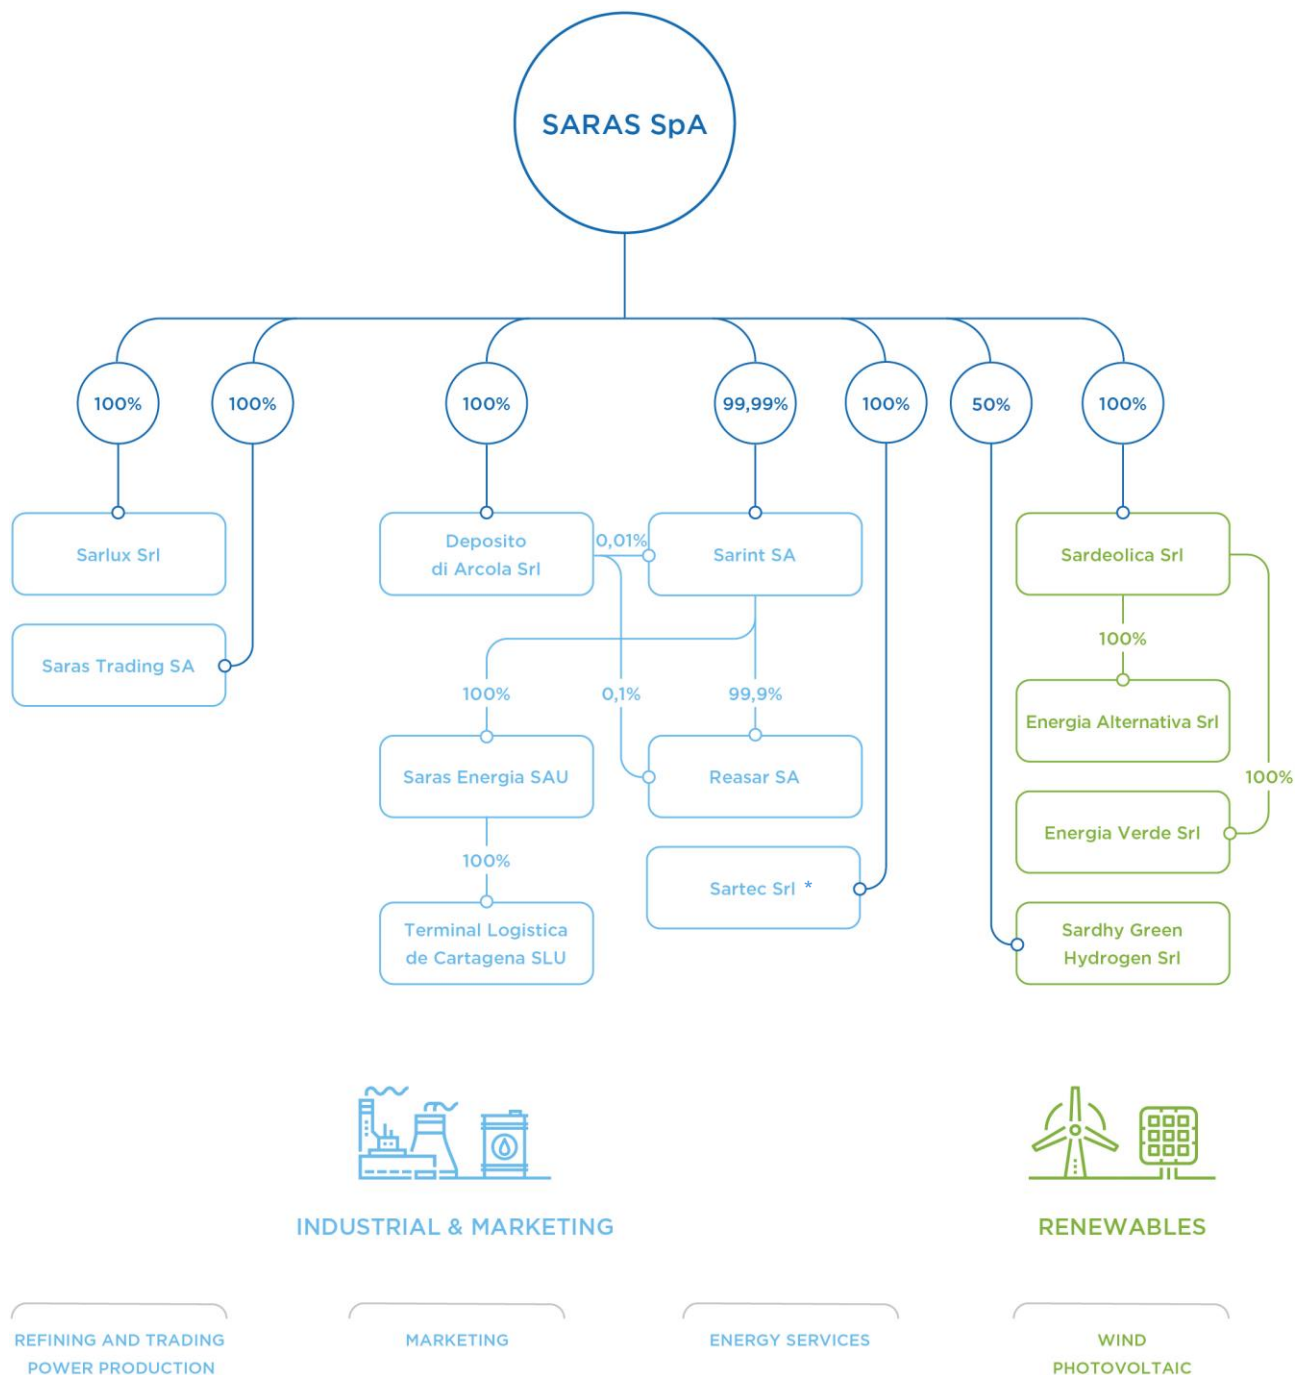 SARAS SpA
100%
100%
100%
99,99%
100%
50%
100%
Sarlux Srl
Deposito
di Arcola Srl
0,01%
Sarint SA
Sardeolica Srl
Saras Trading SA
100%
100%
0,1%
99,9%
Energia Alternativa Srl
Saras Energia SAU
Reasar SA
100%
Energia Verde Srl
100%
Sartec Srl *
Terminal Logistica
de Cartagena SLU
Sardhy Green
Hydrogen Srl
INDUSTRIAL & MARKETING
RENEWABLES
REFINING AND TRADING
POWER PRODUCTION
MARKETING
ENERGY SERVICES
WIND
PHOTOVOLTAIC